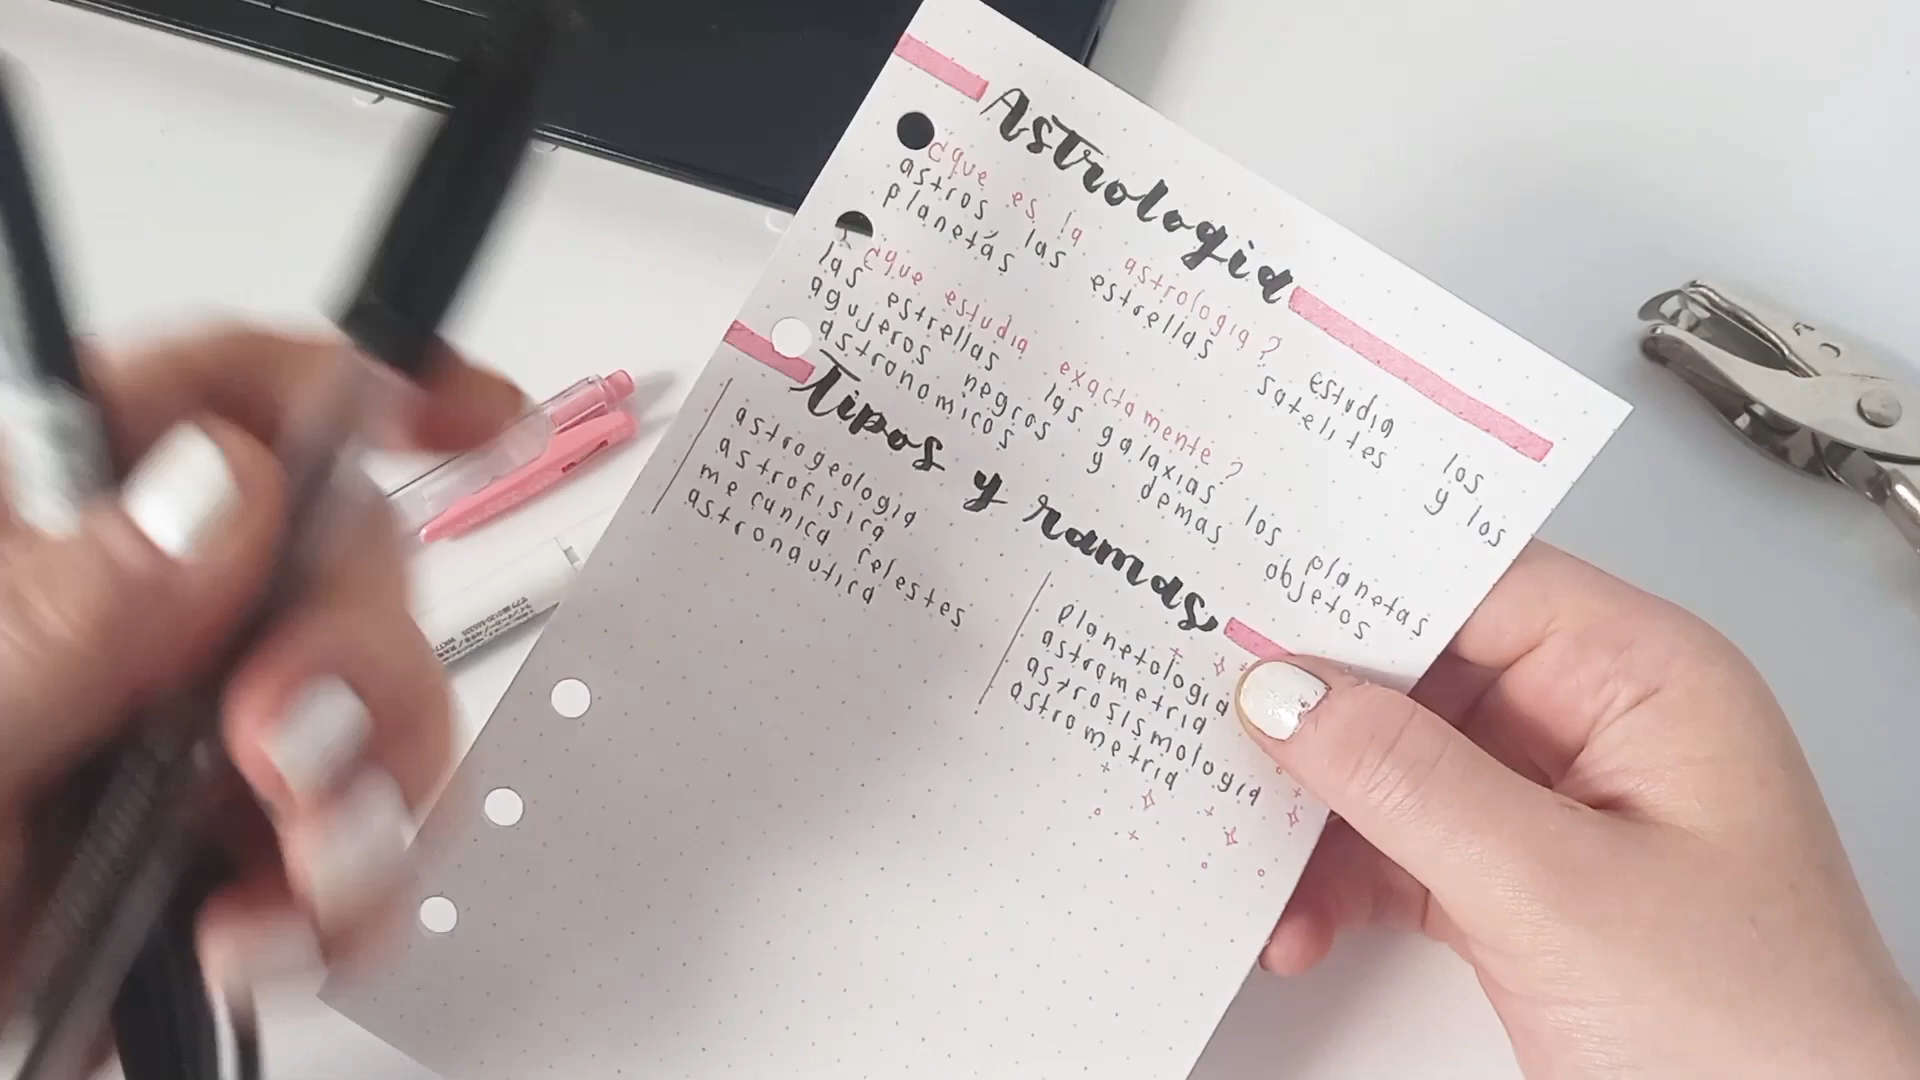 Astrologia
¿que es la astrologia? estudia los
astros, las estrellas satelites y los
planetas
¿que estudia exactamente?
las estrellas las galaxias los planetas
agujeros negros y demas objetos
astronomicos
Tipos y ramas
astrogeologia
astrofisica
mecanica celestes
astronautica
planetologia
astrometria
astrosismologia
astrometria